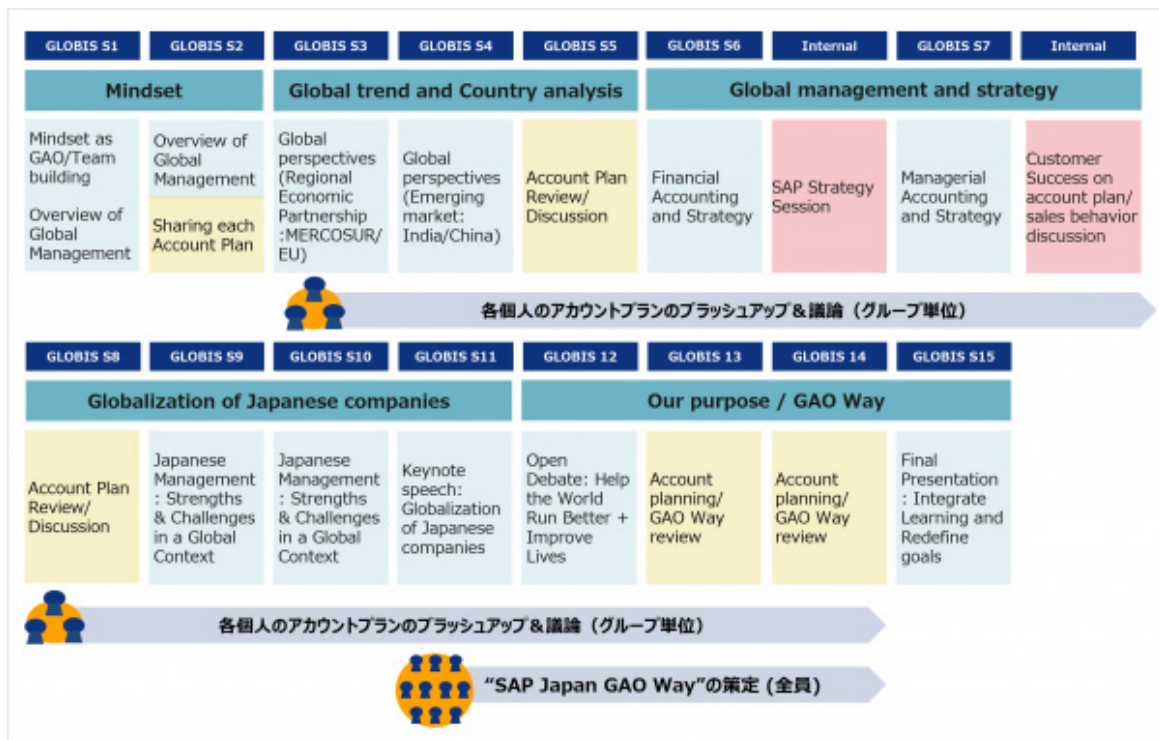 GLOBIS S1
GLOBIS S2
GLOBIS S3
GLOBIS S4
GLOBIS S5
GLOBIS S6
Internal
GLOBIS S7
Internal
Mindset
Global trend and Country analysis
Global management and strategy
Mindset as
GAO/Team
building
Overview of
Global
Management
Overview of
Global
Management
Sharing each
Account Plan
Global
perspectives
(Regional
Economic
Partnership
:MERCOSUR/
EU)
Global
perspectives
(Emerging
market:
India/China)
Account Plan
Review/
Discussion
Financial
Accounting
and Strategy
SAP Strategy
Session
Managerial
Accounting
and Strategy
Customer
Success on
account plan/
sales behavior
discussion
各個人のアカウントプランのブラッシュアップ＆議論（グループ単位）
GLOBIS S8
GLOBIS S9
GLOBIS S10
GLOBIS S11
GLOBIS 12
GLOBIS 13
GLOBIS 14
GLOBIS S15
Globalization of Japanese companies
Our purpose / GAO Way
Account Plan
Review/
Discussion
Japanese
Management
: Strengths
& Challenges
in a Global
Context
Japanese
Management
: Strengths
& Challenges
in a Global
Context
Keynote
speech:
Globalization
of Japanese
companies
Open
Debate: Help
the World
Run Better +
Improve
Lives
Account
planning/
GAO Way
review
Account
planning/
GAO Way
review
Final
Presentation
: Integrate
Learning and
Redefine
goals
各個人のアカウントプランのブラッシュアップ＆議論（グループ単位）
“SAP Japan GAO Way”の策定 (全員)